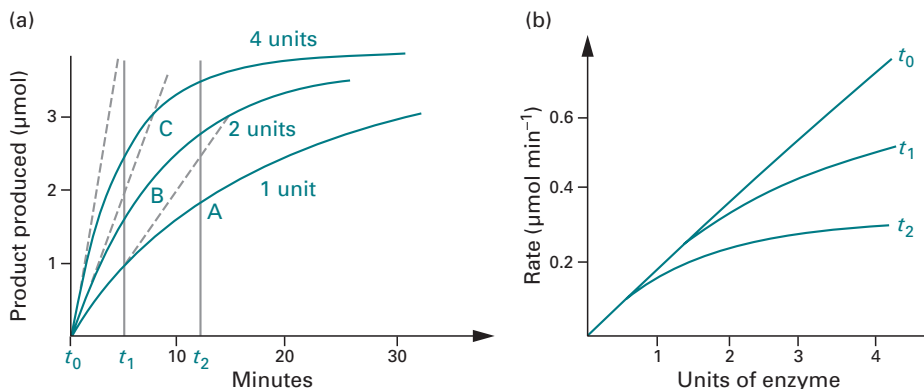 (a)
Product produced (μmol)
3
2
1
4 units
2 units
1 unit
C
B
A
t0
t1
10
t2
20
30
Minutes
(b)
Rate (μmol min−1)
0.6
0.4
0.2
t0
t1
t2
1
2
3
4
Units of enzyme